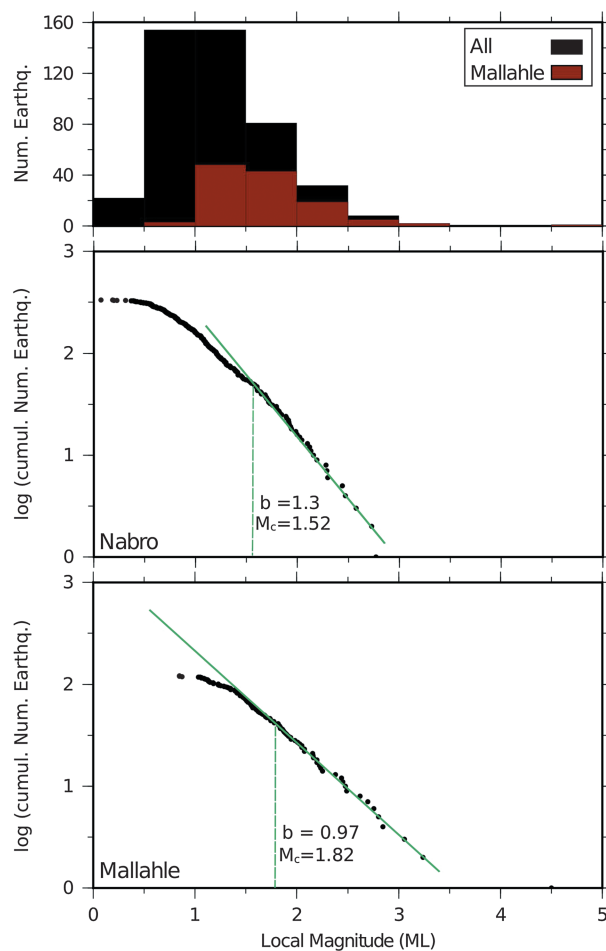 160
120
80
40
0
Num. Earthq.
All
Mallahle
3
2
1
0
log (cumul. Num. Earthq.)
b =1.3
Mc=1.52
Nabro
3
2
1
0
log (cumul. Num. Earthq.)
b = 0.97
Mc=1.82
Mallahle
0 1 2 3 4 5
Local Magnitude (ML)